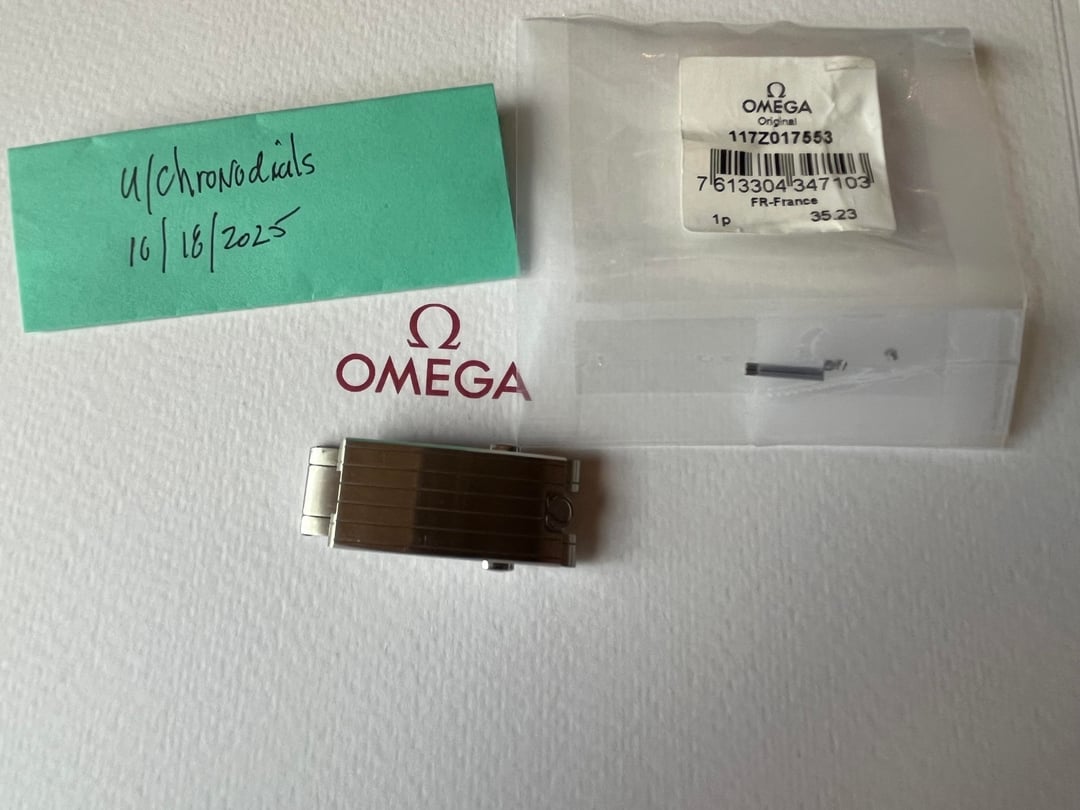 u/chronodials
10/18/2025
Ω
OMEGA
Original
117Z017553
7 613304 347103
FR-France
1p 35.23
Ω
OMEGA
Ω